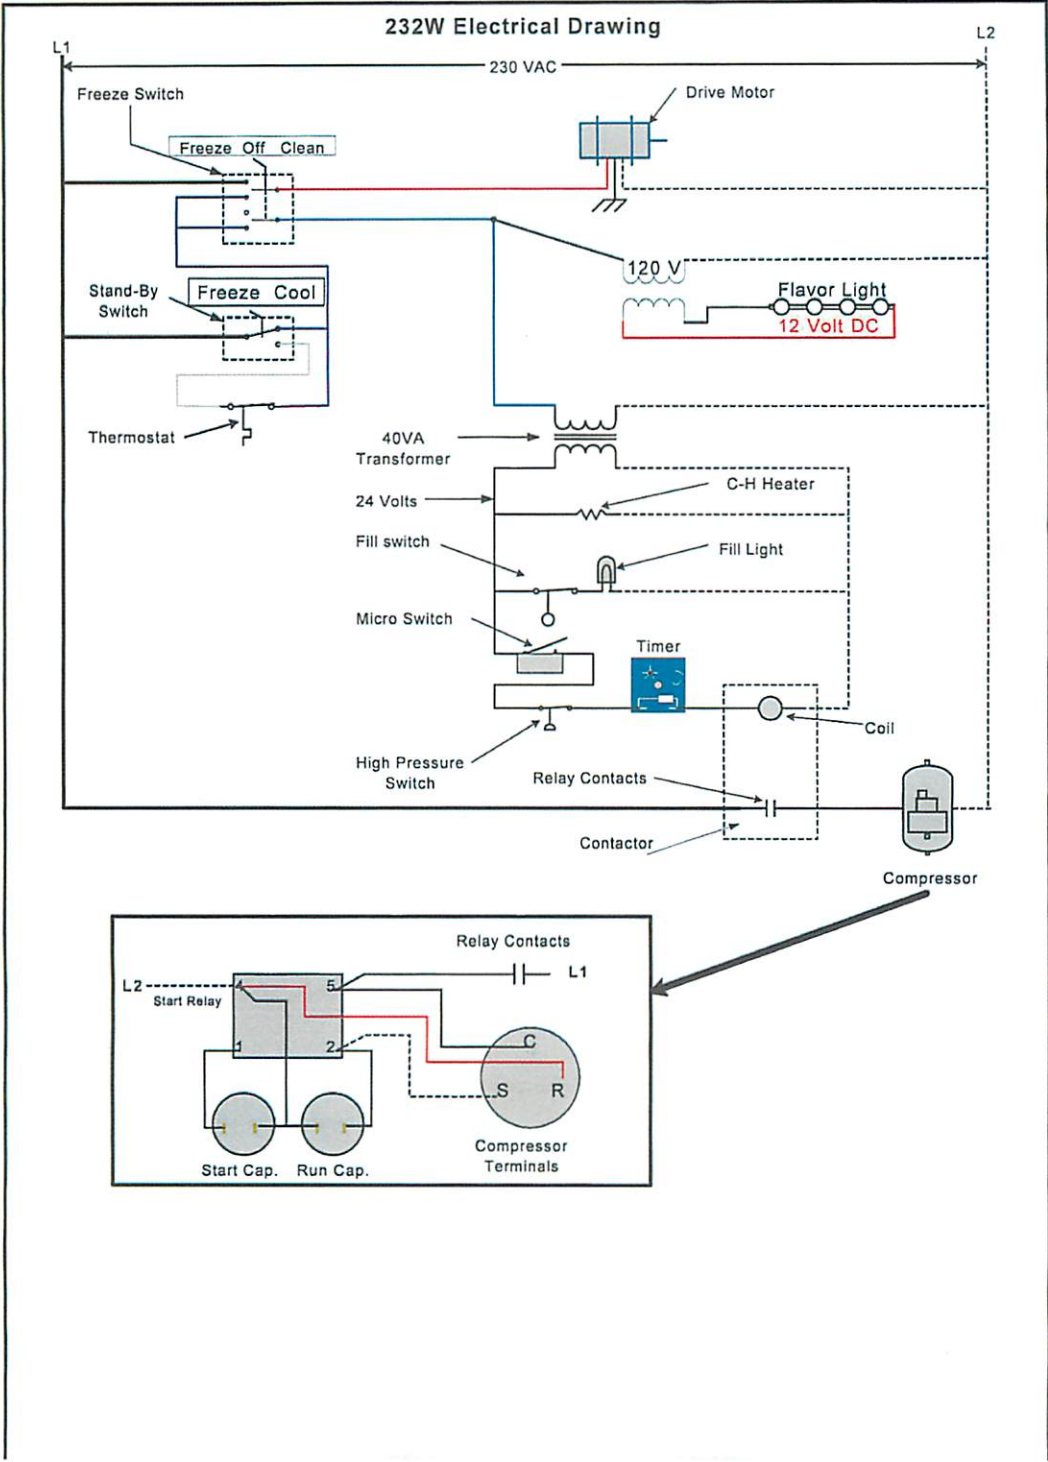 232W Electrical Drawing
L1
L2
230 VAC
Freeze Switch
Drive Motor
Freeze Off Clean
120 V
Stand-By
Switch
Freeze Cool
Flavor Light
12 Volt DC
Thermostat
40VA
Transformer
24 Volts
C-H Heater
Fill switch
Fill Light
Micro Switch
Timer
Coil
High Pressure
Switch
Relay Contacts
Contactor
Compressor
Relay Contacts
L1
L2
Start Relay
4
5
1
2
C
S
R
Compressor
Terminals
Start Cap.
Run Cap.